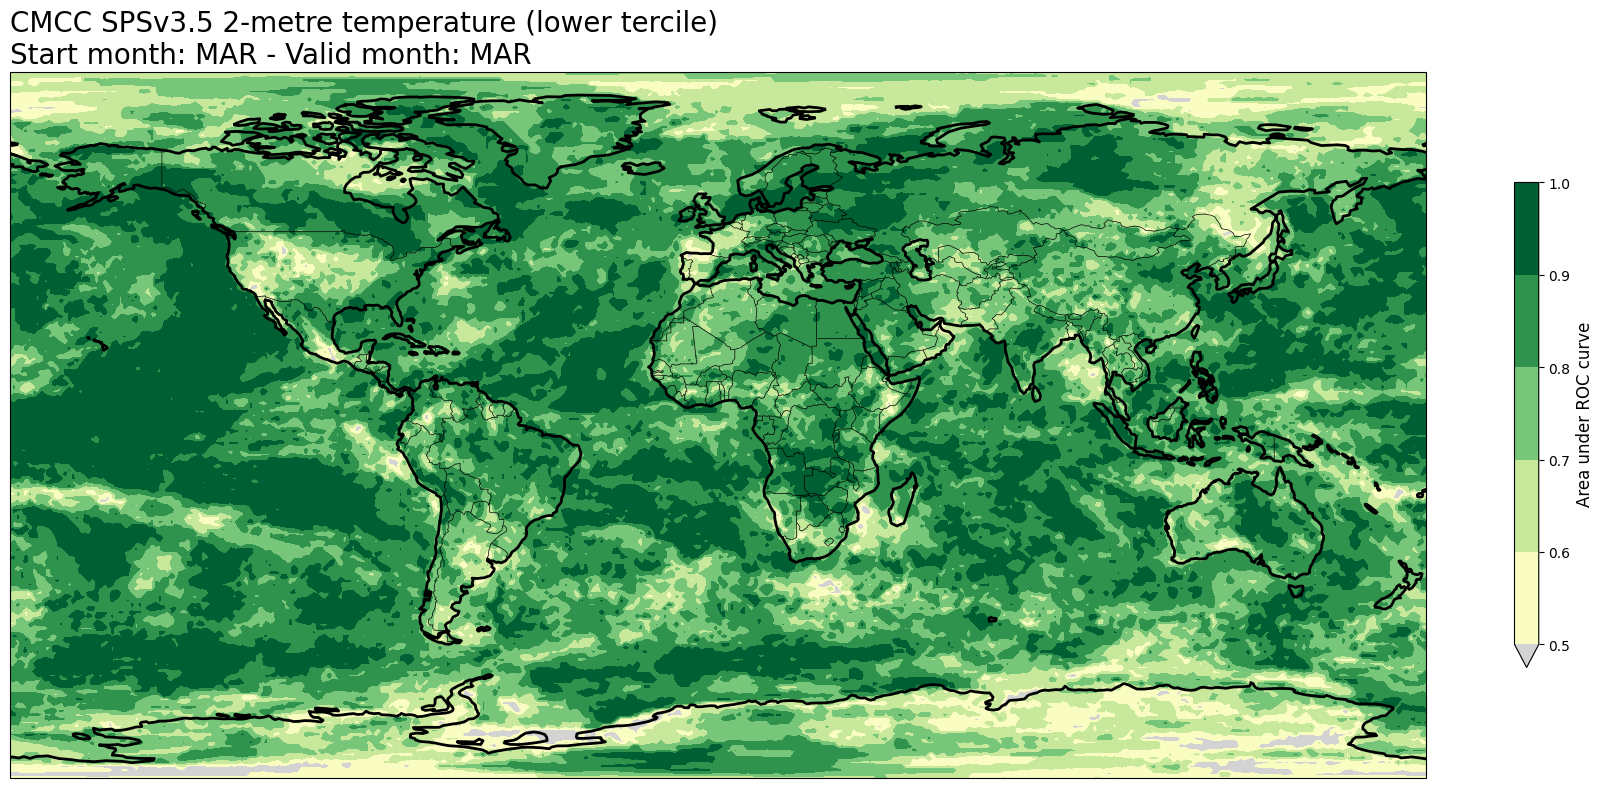 CMCC SPSv3.5 2-metre temperature (lower tercile)
Start month: MAR - Valid month: MAR
1.0
0.9
0.8
0.7
0.6
0.5
Area under ROC curve